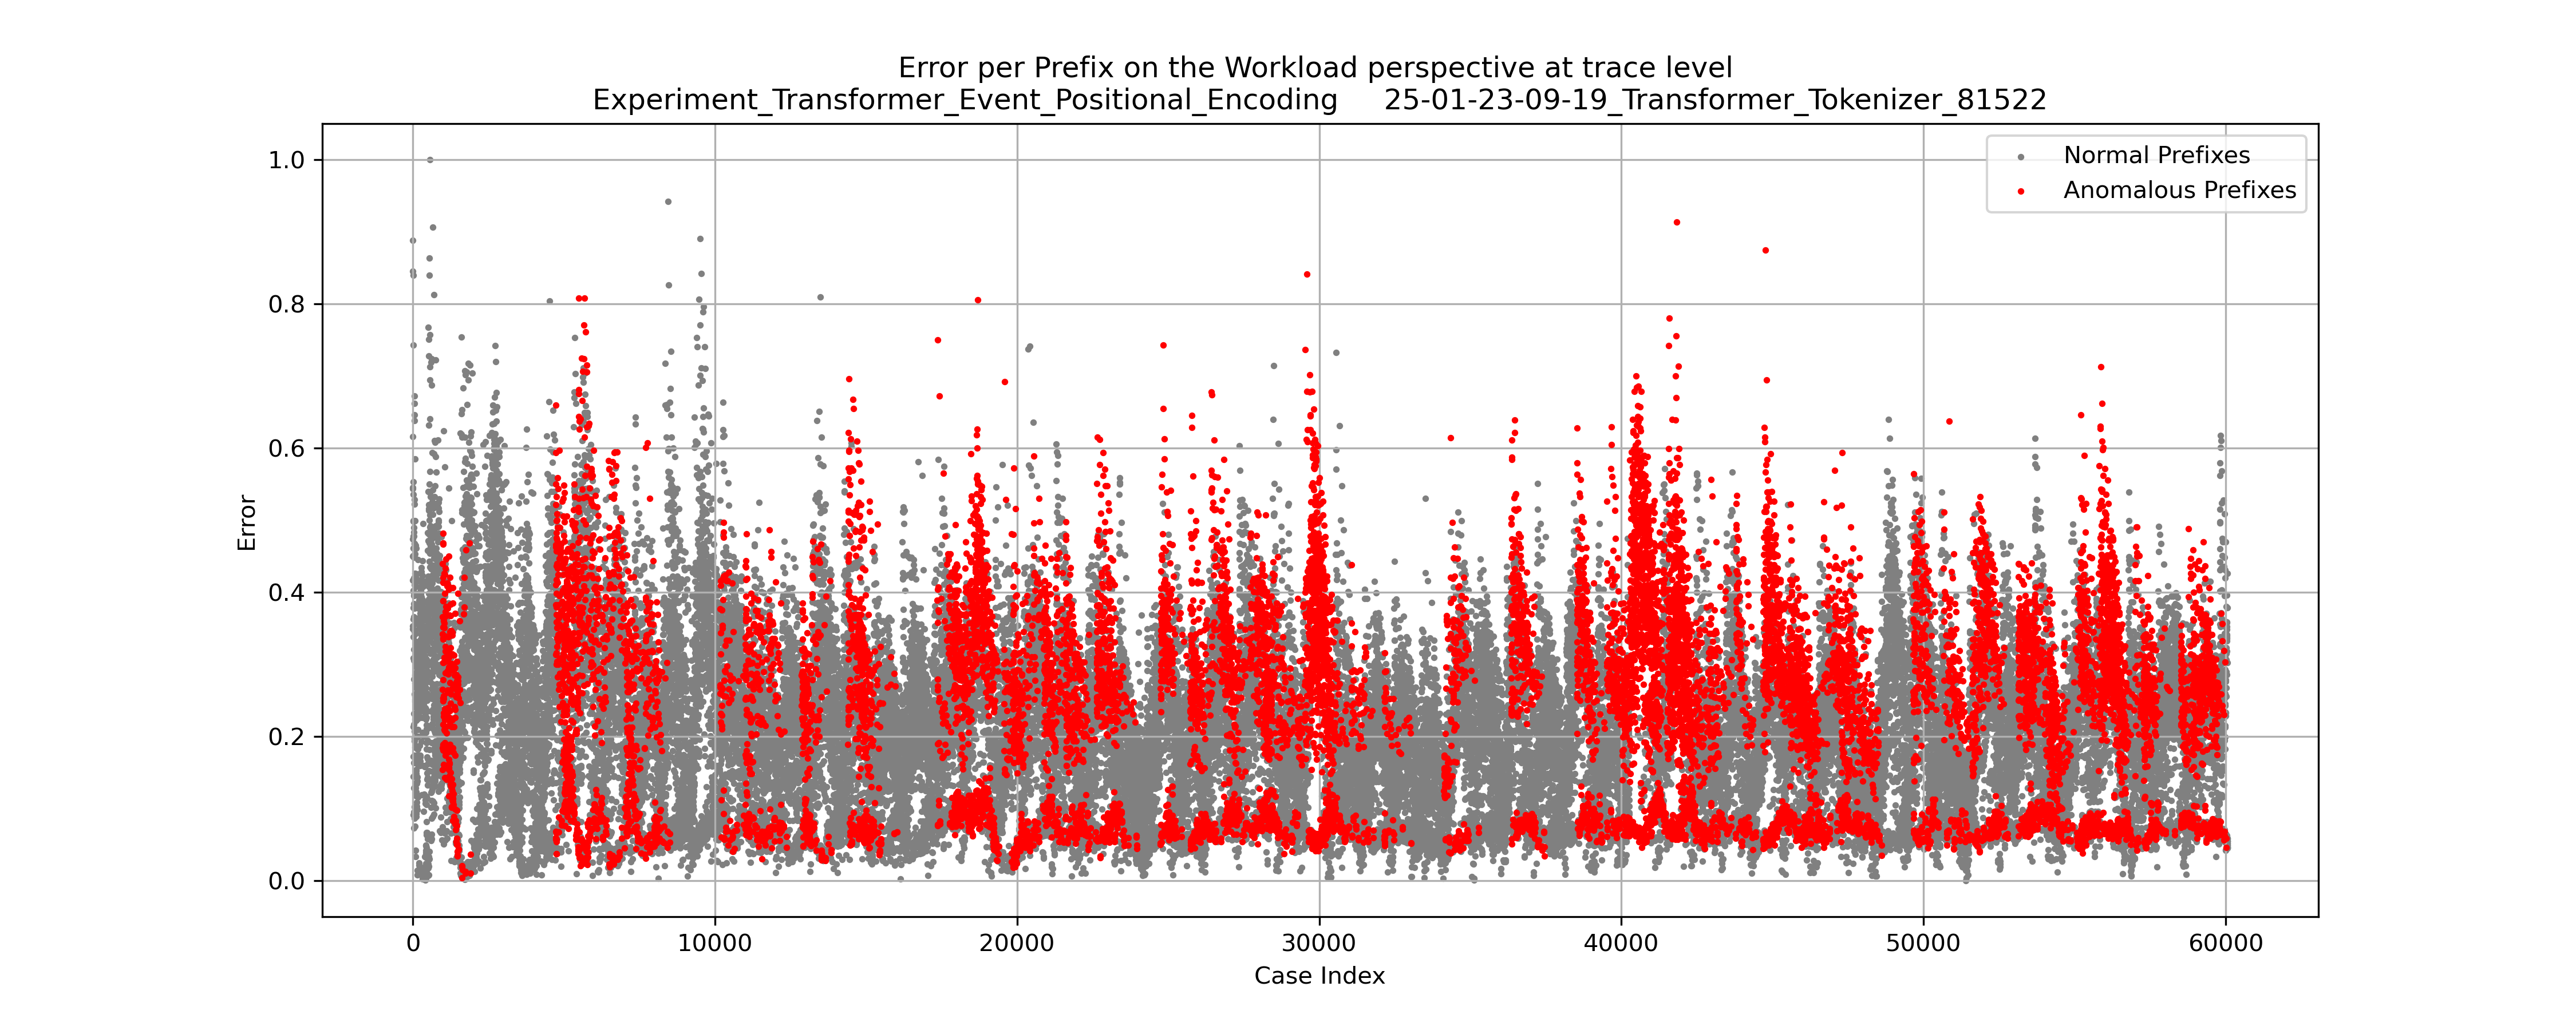 Error per Prefix on the Workload perspective at trace level
Experiment_Transformer_Event_Positional_Encoding 25-01-23-09-19_Transformer_Tokenizer_81522
Normal Prefixes
Anomalous Prefixes
1.0
0.8
0.6
0.4
0.2
0.0
Error
0 10000 20000 30000 40000 50000 60000
Case Index